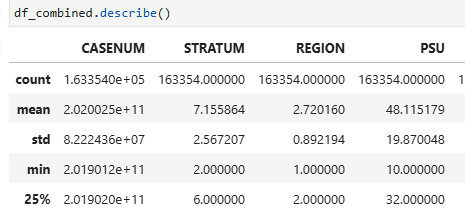 df_combined.describe()
CASENUM STRATUM REGION PSU
count 1.633540e+05 163354.000000 163354.000000 163354.000000 1
mean 2.020025e+11 7.155864 2.720160 48.115179
std 8.222436e+07 2.567207 0.892194 19.870048
min 2.019012e+11 2.000000 1.000000 10.000000
25% 2.019020e+11 6.000000 2.000000 32.000000